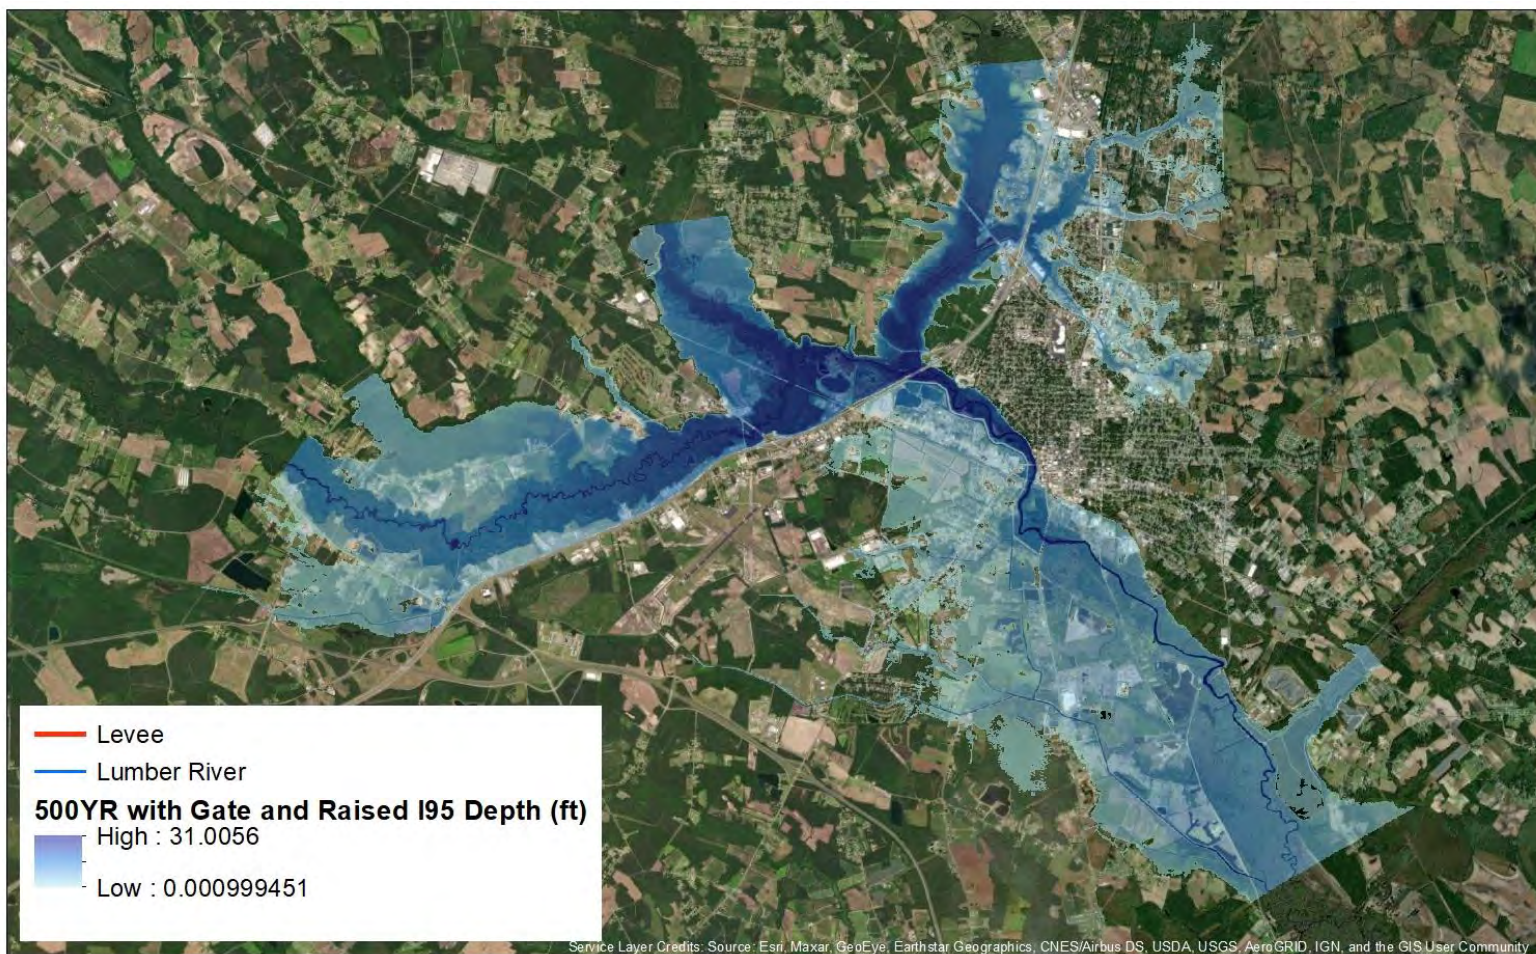 Levee
Lumber River
500YR with Gate and Raised I95 Depth (ft)
High : 31.0056
Low : 0.000999451
Service Layer Credits: Source: Esri, Maxar, GeoEye, Earthstar Geographics, CNES/Airbus DS, USDA, USGS, AeroGRID, IGN, and the GIS User Community